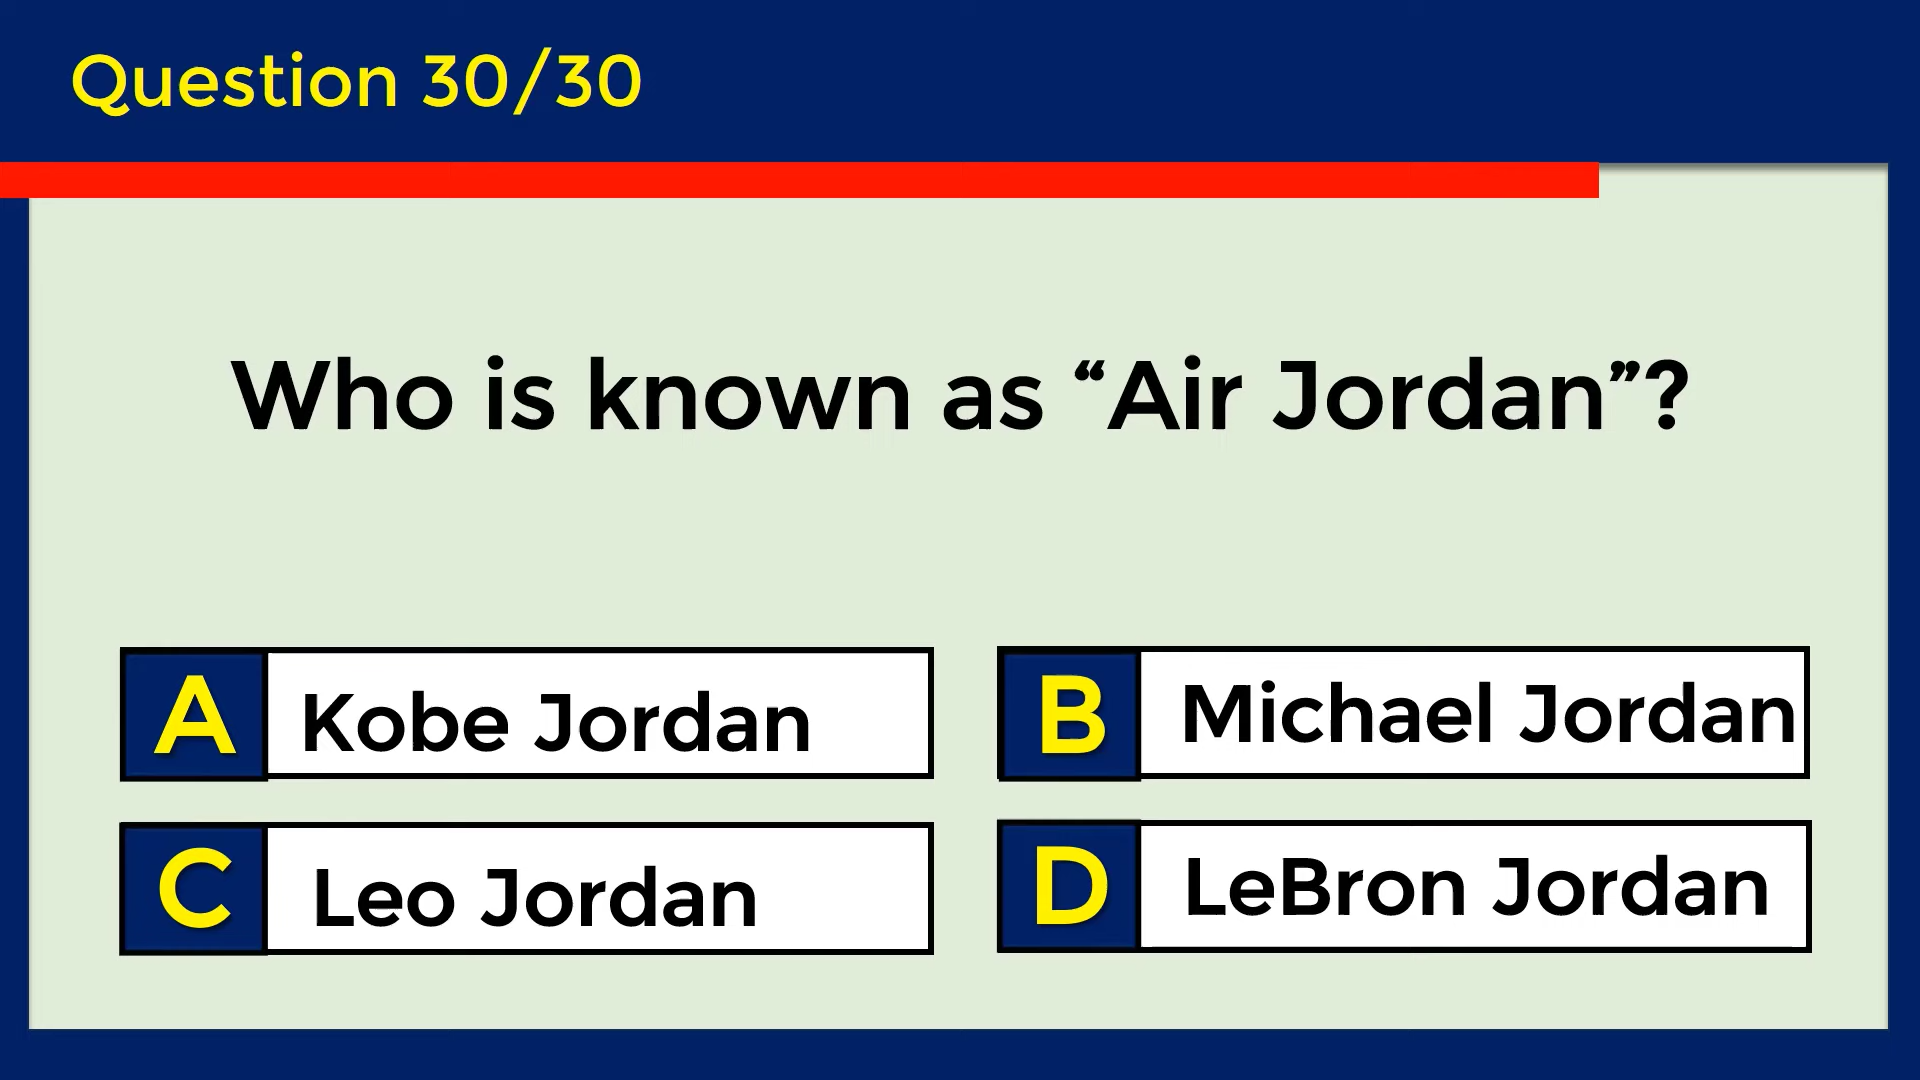 Question 30/30
Who is known as “Air Jordan”?
A Kobe Jordan
B Michael Jordan
C Leo Jordan
D LeBron Jordan